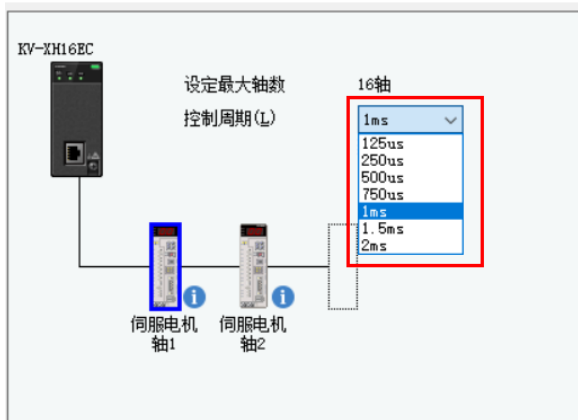 KV-XH16EC
设定最大轴数 16轴
控制周期(L) 1ms
125us
250us
500us
750us
1ms
1.5ms
2ms
伺服电机 伺服电机
轴1 轴2